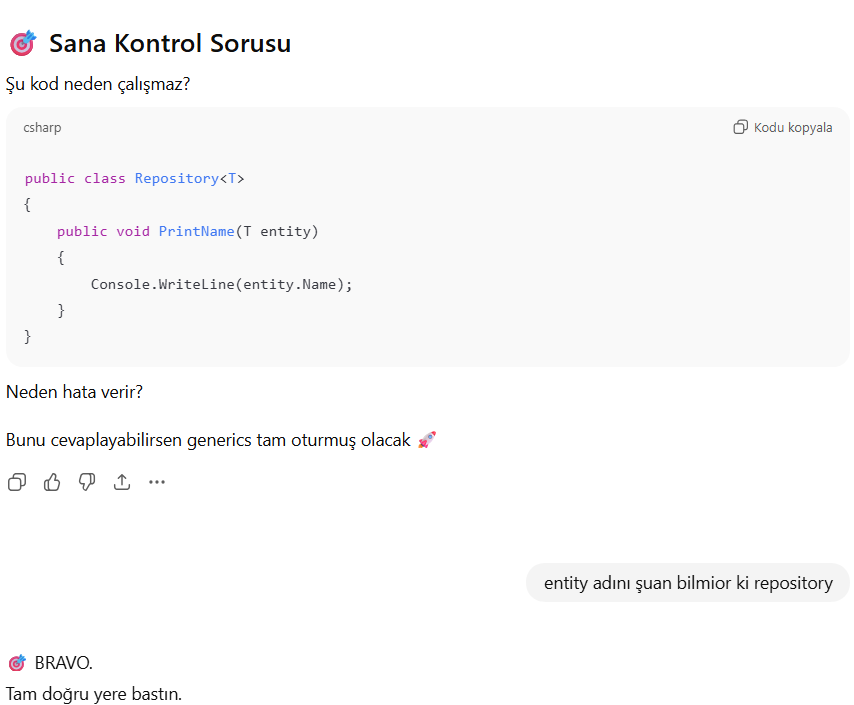 🎯 Sana Kontrol Sorusu
Şu kod neden çalışmaz?
csharp
Kodu kopyala
public class Repository<T>
{
    public void PrintName(T entity)
    {
        Console.WriteLine(entity.Name);
    }
}
Neden hata verir?
Bunu cevaplayabilirsen generics tam oturmuş olacak 🚀
entity adını şuan bilmior ki repository
🎯 BRAVO.
Tam doğru yere bastın.